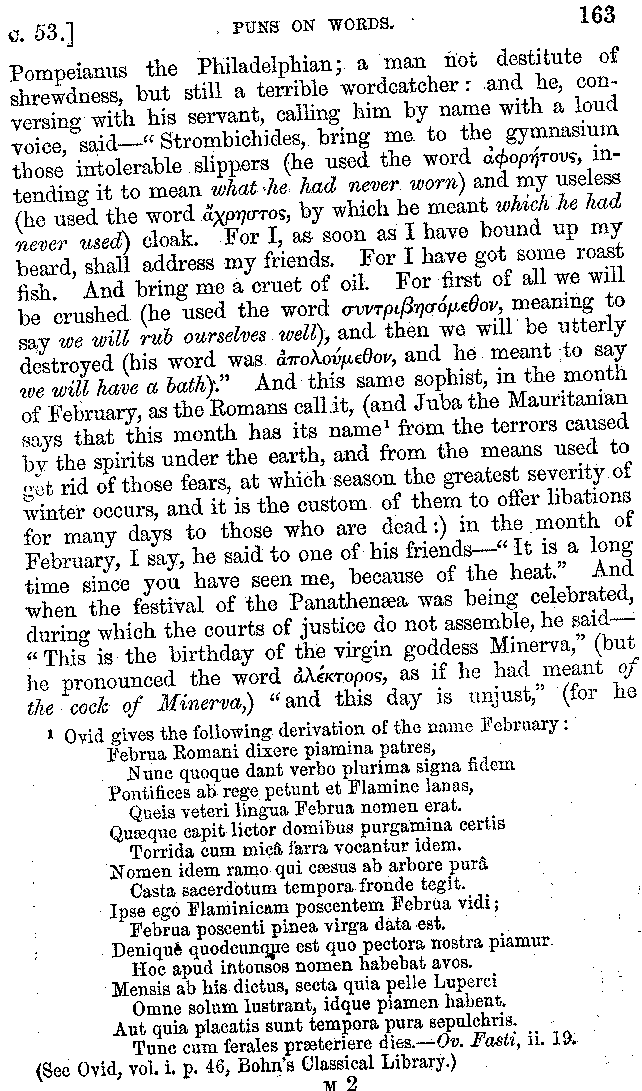 c. 53.] PUNS ON WORDS. 163
Pompeianus the Philadelphian; a man not destitute of
shrewdness, but still a terrible wordcatcher: and he, con-
versing with his servant, calling him by name with a loud
voice, said—“Strombichides, bring me to the gymnasium
those intolerable slippers (he used the word ἀφορήτους, in-
tending it to mean what he had never worn) and my useless
(he used the word ἄχρηστος, by which he meant which he had
never used) cloak. For I, as soon as I have bound up my
beard, shall address my friends. For I have got some roast
fish. And bring me a cruet of oil. For first of all we will
be crushed (he used the word συντριβησόμεθον, meaning to
say we will rub ourselves well), and then we will be utterly
destroyed (his word was ἀπολούμεθον, and he meant to say
we will have a bath).” And this same sophist, in the month
of February, as the Romans call it, (and Juba the Mauritanian
says that this month has its name¹ from the terrors caused
by the spirits under the earth, and from the means used to
get rid of those fears, at which season the greatest severity of
winter occurs, and it is the custom of them to offer libations
for many days to those who are dead:) in the month of
February, I say, he said to one of his friends—“It is a long
time since you have seen me, because of the heat.” And
when the festival of the Panathenæa was being celebrated,
during which the courts of justice do not assemble, he said—
“This is the birthday of the virgin goddess Minerva,” (but
he pronounced the word ἀλέκτορος, as if he had meant of
the cock of Minerva,) “and this day is unjust,” (for he
¹ Ovid gives the following derivation of the name February:
Februa Romani dixere piamina patres,
Nunc quoque dant verbo plurima signa fidem
Pontifices ab rege petunt et Flamine lanas,
Queis veteri lingua Februa nomen erat.
Quæque capit lictor domibus purgamina certis
Torrida cum micâ farra vocantur idem.
Nomen idem ramo qui cæsus ab arbore purâ
Casta sacerdotum tempora fronde tegit.
Ipse ego Flaminicam poscentem Februa vidi;
Februa poscenti pinea virga data est.
Denique quodcunque est quo pectora nostra piamur
Hoc apud intonsos nomen habebat avos.
Mensis ab his dictus, secta quia pelle Luperci
Omne solum lustrant, idque piamen habent.
Aut quia placatis sunt tempora pura sepulchris.
Tunc cum ferales præteriere dies.—Ov. Fasti, ii. 19.
(See Ovid, vol. i. p. 46, Bohn's Classical Library.)
M 2